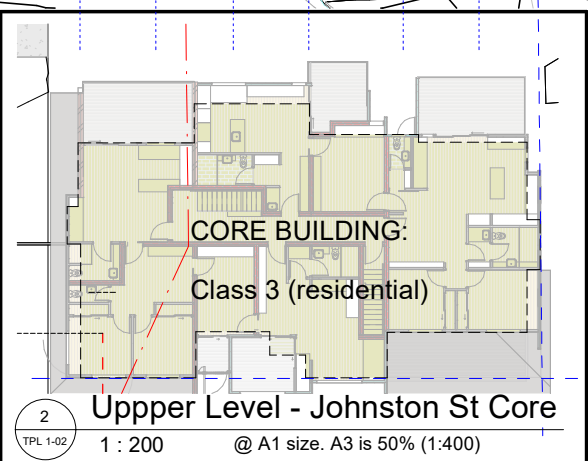 CORE BUILDING:
Class 3 (residential)
2
TPL 1-02
Uppper Level - Johnston St Core
1 : 200
@ A1 size. A3 is 50% (1:400)